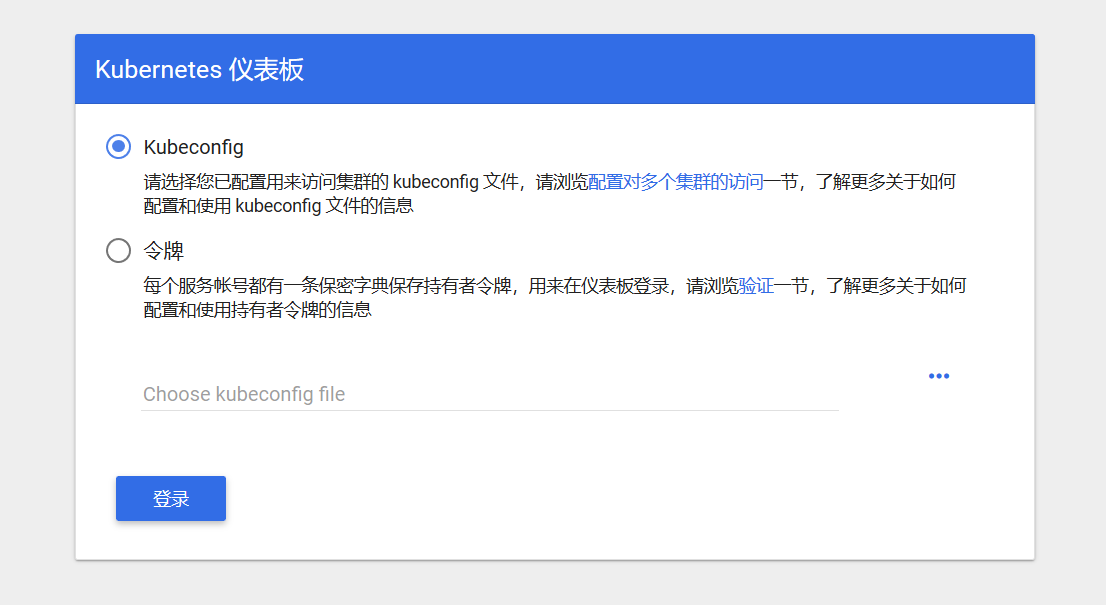 Kubernetes 仪表板
Kubeconfig
请选择您已配置用来访问集群的 kubeconfig 文件，请浏览配置对多个集群的访问一节，了解更多关于如何
配置和使用 kubeconfig 文件的信息
令牌
每个服务帐号都有一条保密字典保存持有者令牌，用来在仪表板登录，请浏览验证一节，了解更多关于如何
配置和使用持有者令牌的信息
Choose kubeconfig file
登录